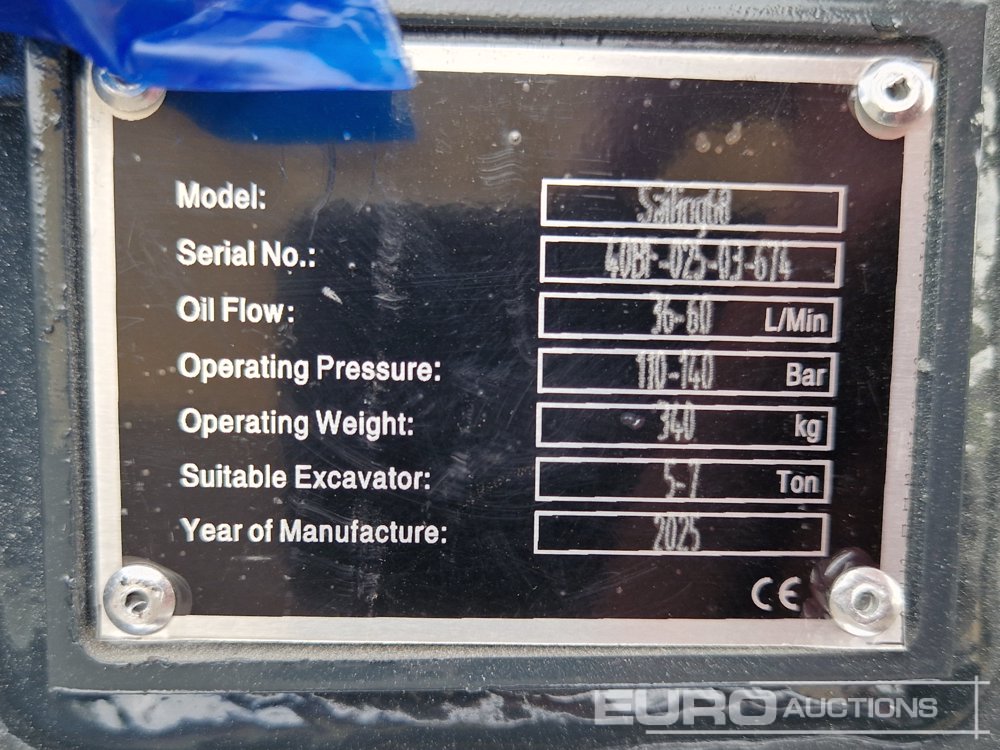 Model: Sailing68
Serial No.: 40BF-025-03-674
Oil Flow: 36-60 L/Min
Operating Pressure: 110-140 Bar
Operating Weight: 340 kg
Suitable Excavator: 5-7 Ton
Year of Manufacture: 2025
CE
EURO AUCTIONS